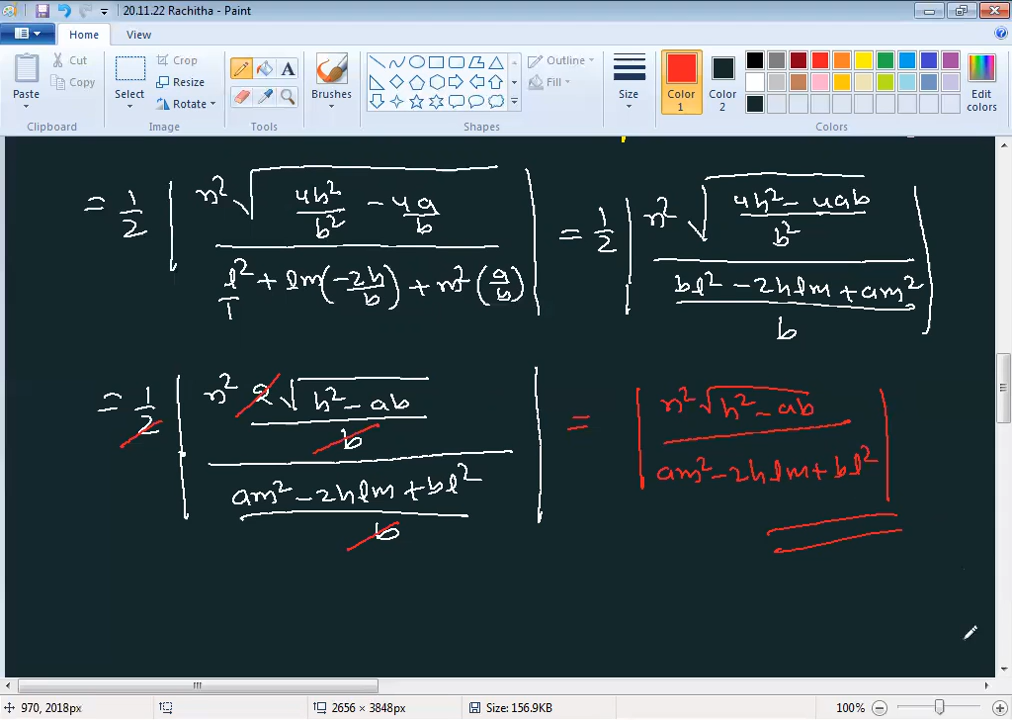 20.11.22 Rachitha - Paint
Home View
Paste Cut Copy Select Crop Resize Rotate A Brushes Shapes Outline Fill Size Color 1 Color 2 Edit colors
Clipboard Image Tools Shapes Colors
= 1/2 | n² √(4h²/b² - 4a/b) / (l²/1 + lm(-2h/b) + m²(a/b)) | = 1/2 | n² √((4h² - 4ab)/b²) / ((bl² - 2hlm + am²)/b) |
= 1/2 | (n² 2√(h² - ab)/b) / ((am² - 2hlm + bl²)/b) | = | n² √(h² - ab) / (am² - 2hlm + bl²) |
970, 2018px 2656 × 3848px Size: 156.9KB 100%